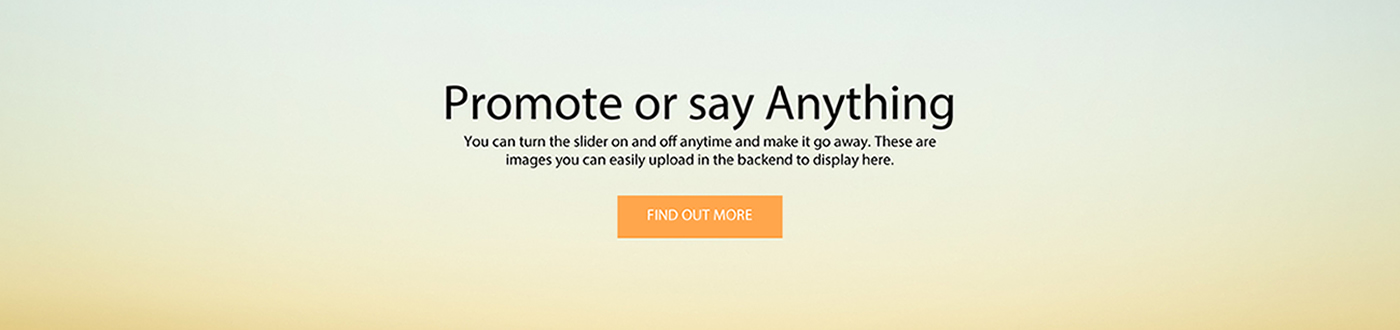 Promote or say Anything
You can turn the slider on and off anytime and make it go away. These are
images you can easily upload in the backend to display here.
FIND OUT MORE